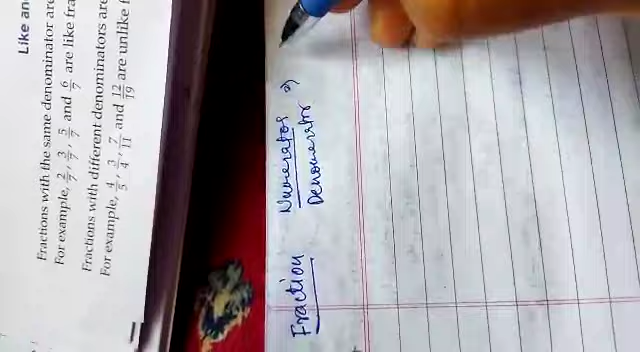 Like an
Fractions with the same denominator are
For example, 2/7, 3/7, 5/7 and 6/7 are like fra
Fractions with different denominators are
For example, 4/5, 3/4, 7/11 and 12/19 are unlike f
Fraction Numerator
Denomerator